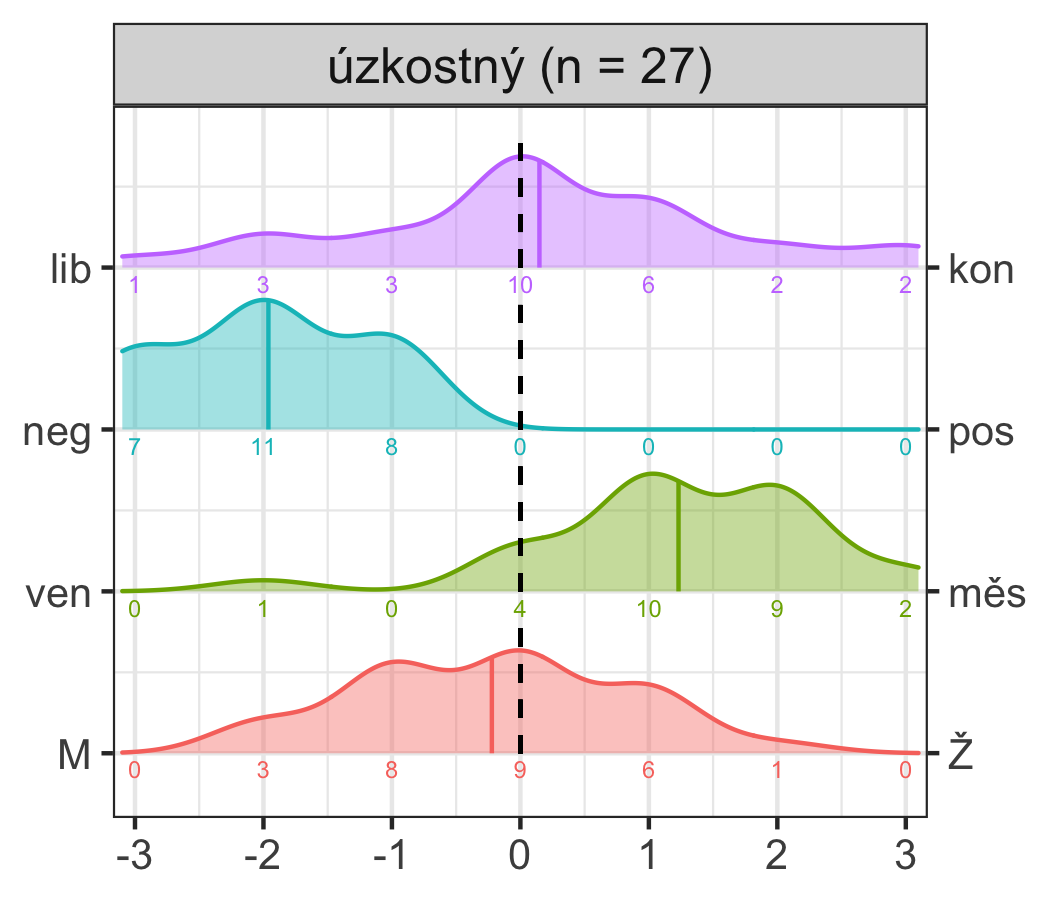 úzkostný (n = 27)
lib kon
1 3 3 10 6 2 2
neg pos
7 11 8 0 0 0 0
ven měs
0 1 0 4 10 9 2
M Ž
0 3 8 9 6 1 0
-3 -2 -1 0 1 2 3